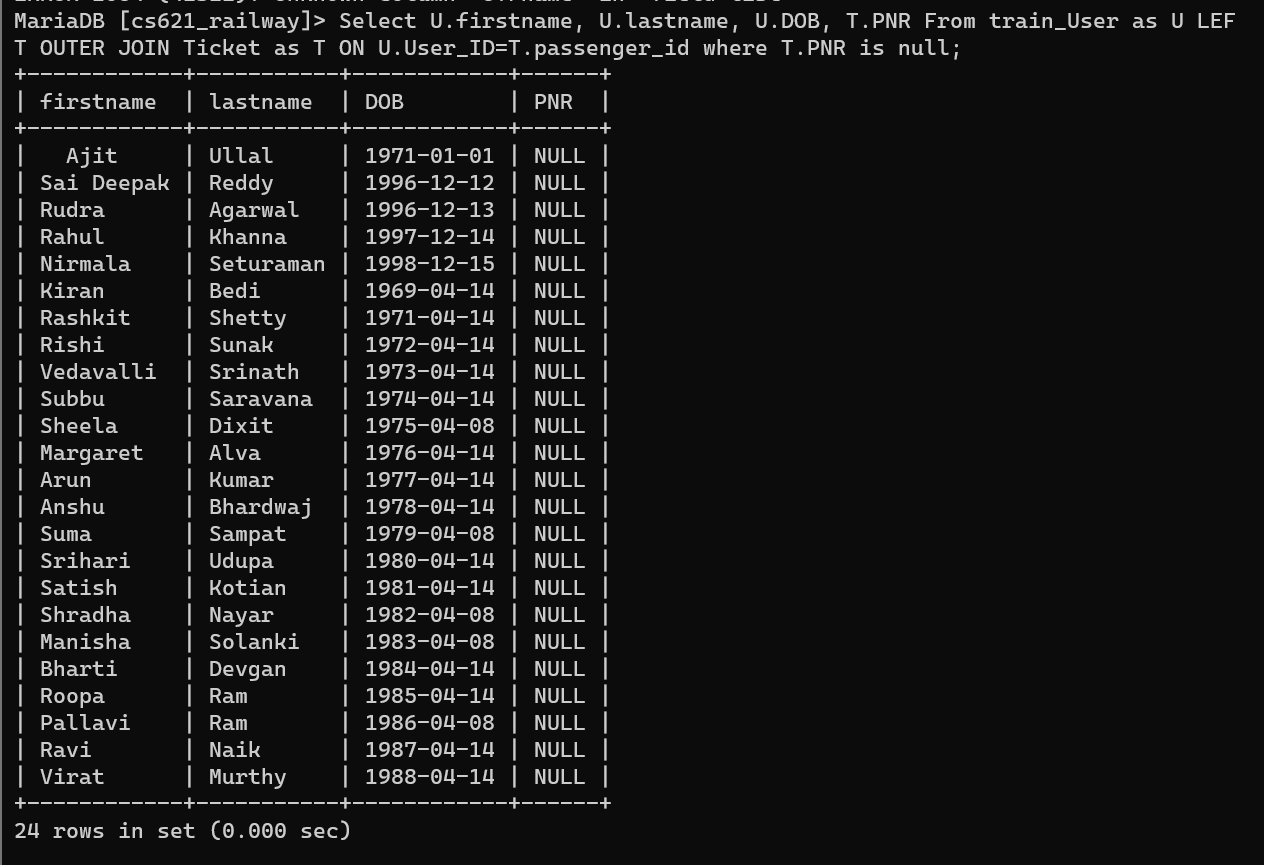 MariaDB [cs621_railway]> Select U.firstname, U.lastname, U.DOB, T.PNR From train_User as U LEF
T OUTER JOIN Ticket as T ON U.User_ID=T.passenger_id where T.PNR is null;
+-----------+-----------+------------+------+
| firstname | lastname  | DOB        | PNR  |
+-----------+-----------+------------+------+
|   Ajit    | Ullal     | 1971-01-01 | NULL |
| Sai Deepak | Reddy     | 1996-12-12 | NULL |
| Rudra     | Agarwal   | 1996-12-13 | NULL |
| Rahul     | Khanna    | 1997-12-14 | NULL |
| Nirmala   | Seturaman | 1998-12-15 | NULL |
| Kiran     | Bedi      | 1969-04-14 | NULL |
| Rashkit   | Shetty    | 1971-04-14 | NULL |
| Rishi     | Sunak     | 1972-04-14 | NULL |
| Vedavalli | Srinath   | 1973-04-14 | NULL |
| Subbu     | Saravana  | 1974-04-14 | NULL |
| Sheela    | Dixit     | 1975-04-08 | NULL |
| Margaret  | Alva      | 1976-04-14 | NULL |
| Arun      | Kumar     | 1977-04-14 | NULL |
| Anshu     | Bhardwaj  | 1978-04-14 | NULL |
| Suma      | Sampat    | 1979-04-08 | NULL |
| Srihari   | Udupa     | 1980-04-14 | NULL |
| Satish    | Kotian    | 1981-04-14 | NULL |
| Shradha   | Nayar     | 1982-04-08 | NULL |
| Manisha   | Solanki   | 1983-04-08 | NULL |
| Bharti    | Devgan    | 1984-04-14 | NULL |
| Roopa     | Ram       | 1985-04-14 | NULL |
| Pallavi   | Ram       | 1986-04-08 | NULL |
| Ravi      | Naik      | 1987-04-14 | NULL |
| Virat     | Murthy    | 1988-04-14 | NULL |
+-----------+-----------+------------+------+
24 rows in set (0.000 sec)